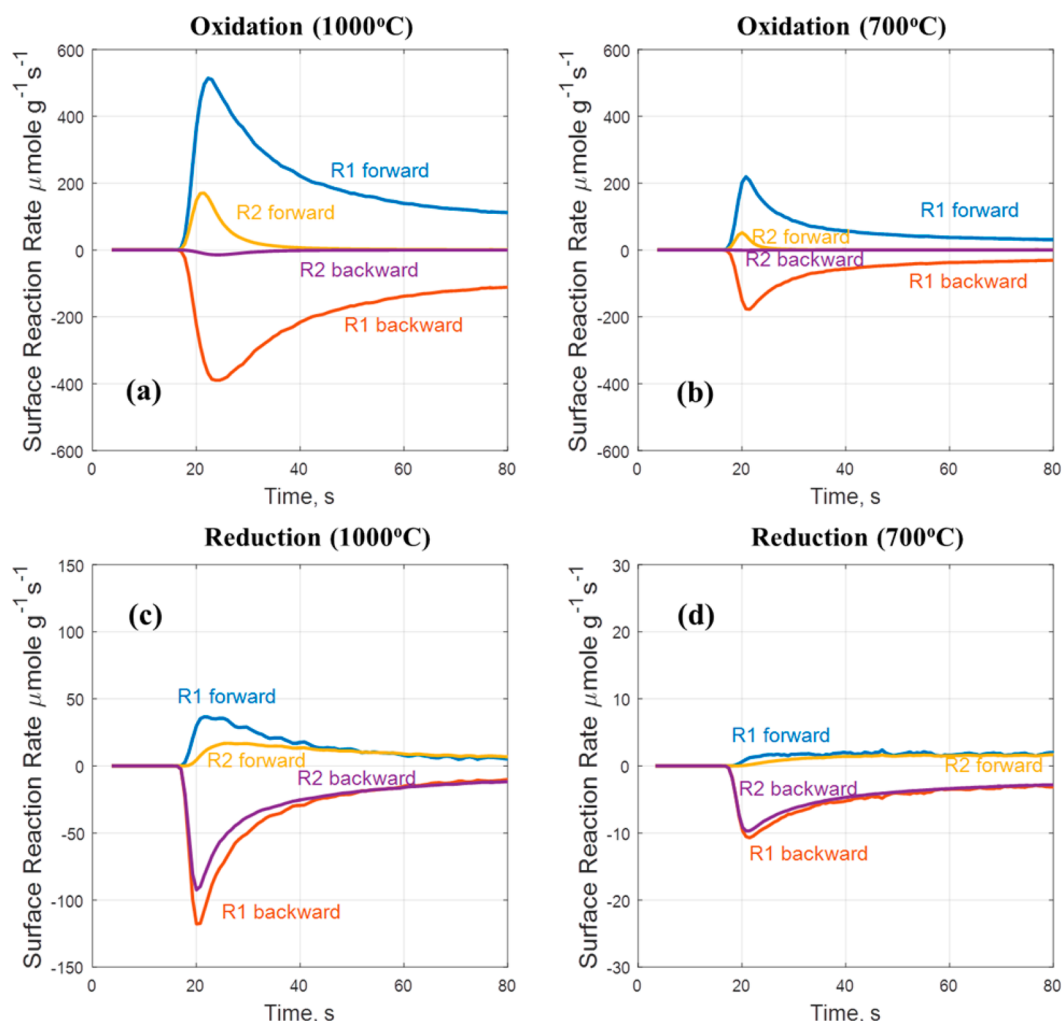 Oxidation (1000°C)
Surface Reaction Rate μmole g⁻¹s⁻¹
600
400
200
0
-200
-400
-600
R1 forward
R2 forward
R2 backward
R1 backward
(a)
0
20
40
60
80
Time, s
Oxidation (700°C)
Surface Reaction Rate μmole g⁻¹s⁻¹
600
400
200
0
-200
-400
-600
R1 forward
R2 forward
R2 backward
R1 backward
(b)
0
20
40
60
80
Time, s
Reduction (1000°C)
Surface Reaction Rate μmole g⁻¹s⁻¹
150
100
50
0
-50
-100
-150
(c)
R1 forward
R2 forward
R2 backward
R1 backward
0
20
40
60
80
Time, s
Reduction (700°C)
Surface Reaction Rate μmole g⁻¹s⁻¹
30
20
10
0
-10
-20
-30
(d)
R1 forward
R2 forward
R2 backward
R1 backward
0
20
40
60
80
Time, s